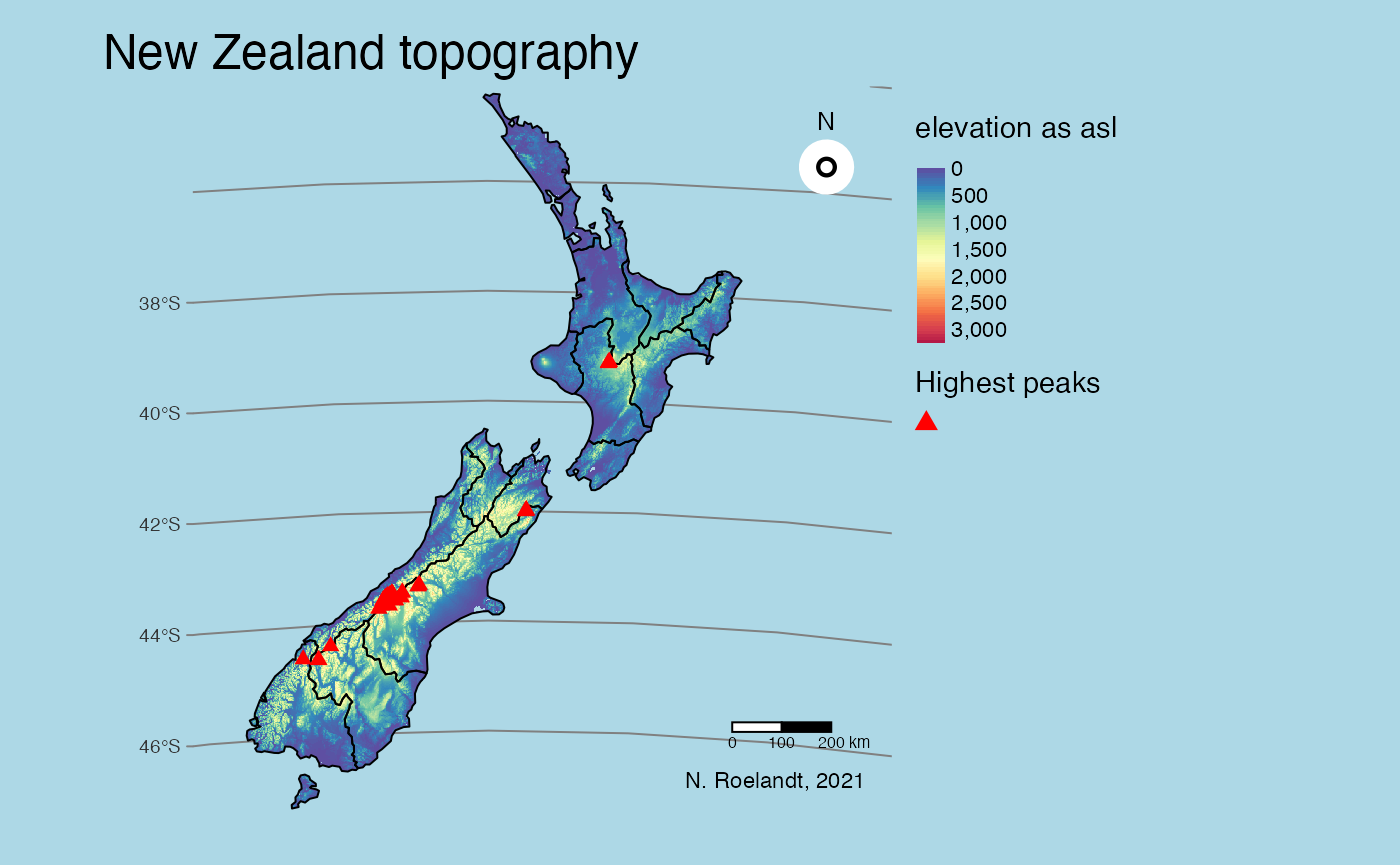 New Zealand topography
N
elevation as asl
0
500
1,000
1,500
2,000
2,500
3,000
Highest peaks
38°S
40°S
42°S
44°S
46°S
0 100 200 km
N. Roelandt, 2021